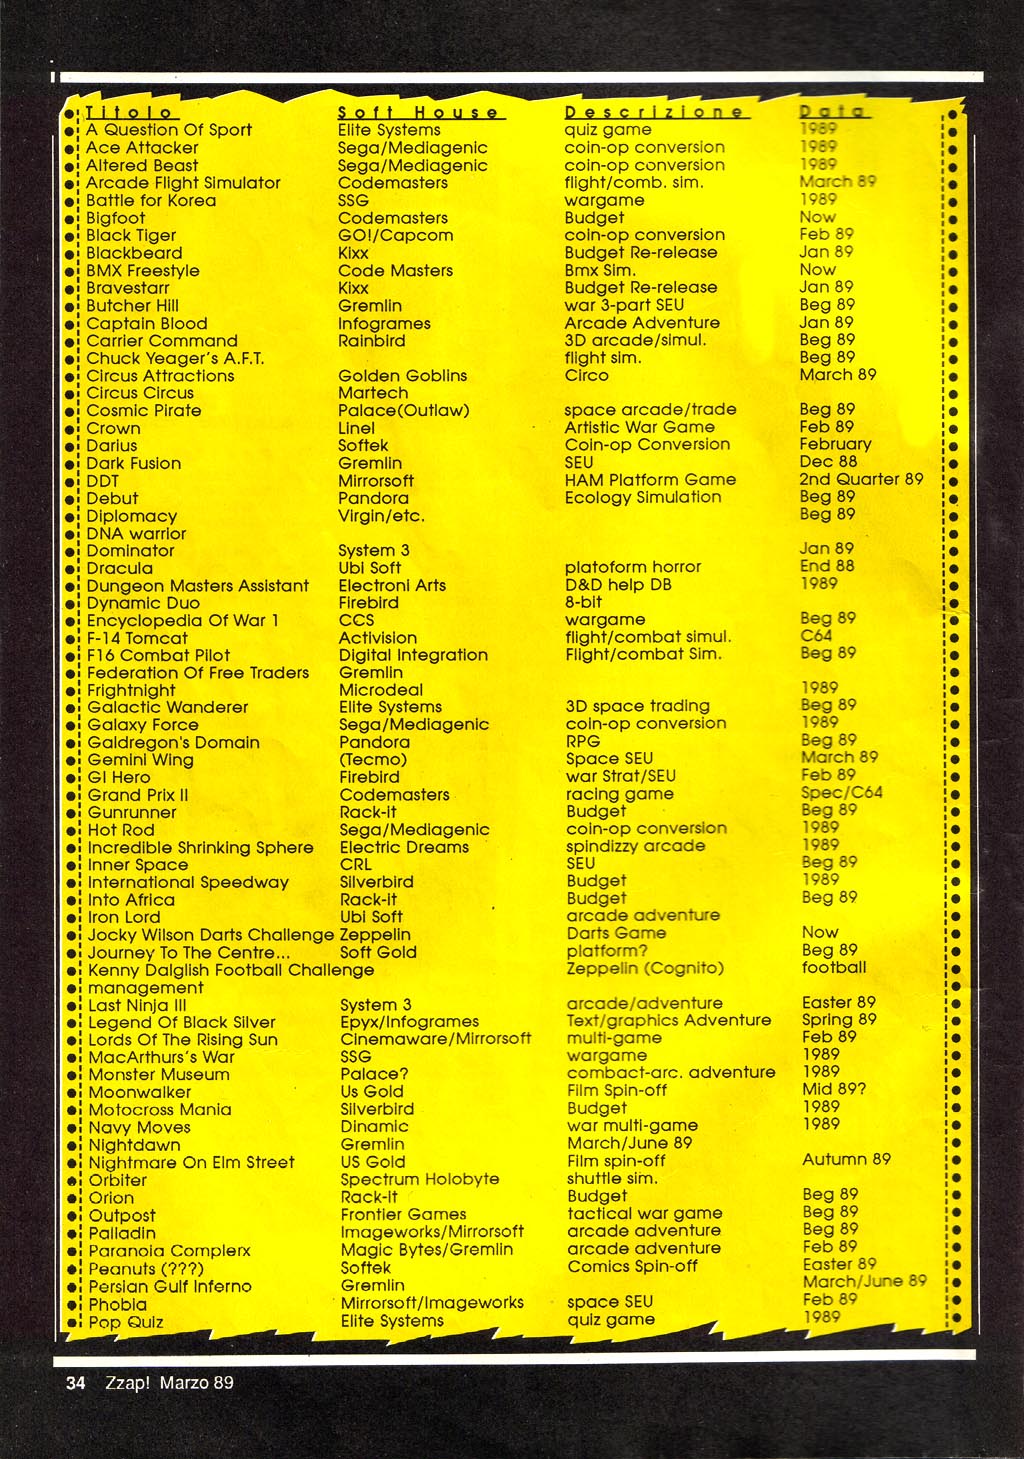 Titolo Soft House Descrizione Data
A Question Of Sport Elite Systems quiz game 1989
Ace Attacker Sega/Mediagenic coin-op conversion 1989
Altered Beast Sega/Mediagenic coin-op conversion 1989
Arcade Flight Simulator Codemasters flight/comb. sim. March 89
Battle for Korea SSG wargame 1989
Bigfoot Codemasters Budget Now
Black Tiger GO!/Capcom coin-op conversion Feb 89
Blackbeard Kixx Budget Re-release Jan 89
BMX Freestyle Code Masters Bmx Sim. Now
Bravestarr Kixx Budget Re-release Jan 89
Butcher Hill Gremlin war 3-part SEU Beg 89
Captain Blood Infogrames Arcade Adventure Jan 89
Carrier Command Rainbird 3D arcade/simul. Beg 89
Chuck Yeager's A.F.T. flight sim. Beg 89
Circus Attractions Golden Goblins Circo March 89
Circus Circus Martech
Cosmic Pirate Palace(Outlaw) space arcade/trade Beg 89
Crown Linel Artistic War Game Feb 89
Darius Softek Coin-op Conversion February
Dark Fusion Gremlin SEU Dec 88
DDT Mirrorsoft HAM Platform Game 2nd Quarter 89
Debut Pandora Ecology Simulation Beg 89
Diplomacy Virgin/etc. Beg 89
DNA warrior
Dominator System 3 Jan 89
Dracula Ubi Soft platoform horror End 88
Dungeon Masters Assistant Electroni Arts D&D help DB 1989
Dynamic Duo Firebird 8-bit
Encyclopedia Of War 1 CCS wargame Beg 89
F-14 Tomcat Activision flight/combat simul. C64
F16 Combat Pilot Digital Integration Flight/combat Sim. Beg 89
Federation Of Free Traders Gremlin
Frightnight Microdeal 1989
Galactic Wanderer Elite Systems 3D space trading Beg 89
Galaxy Force Sega/Mediagenic coin-op conversion 1989
Galdregon's Domain Pandora RPG Beg 89
Gemini Wing (Tecmo) Space SEU March 89
GI Hero Firebird war Strat/SEU Feb 89
Grand Prix II Codemasters racing game Spec/C64
Gunrunner Rack-it Budget Beg 89
Hot Rod Sega/Mediagenic coin-op conversion 1989
Incredible Shrinking Sphere Electric Dreams spindizzy arcade 1989
Inner Space CRL SEU Beg 89
International Speedway Silverbird Budget 1989
Into Africa Rack-it Budget Beg 89
Iron Lord Ubi Soft arcade adventure
Jocky Wilson Darts Challenge Zeppelin Darts Game Now
Journey To The Centre... Soft Gold platform? Beg 89
Kenny Dalglish Football Challenge Zeppelin (Cognito) football
management
Last Ninja III System 3 arcade/adventure Easter 89
Legend Of Black Silver Epyx/Infogrames Text/graphics Adventure Spring 89
Lords Of The Rising Sun Cinemaware/Mirrorsoft multi-game Feb 89
MacArthurs's War SSG wargame 1989
Monster Museum Palace? combact-arc. adventure 1989
Moonwalker Us Gold Film Spin-off Mid 89?
Motocross Mania Silverbird Budget 1989
Navy Moves Dinamic war multi-game 1989
Nightdawn Gremlin March/June 89
Nightmare On Elm Street US Gold Film spin-off Autumn 89
Orbiter Spectrum Holobyte shuttle sim.
Orion Rack-it Budget Beg 89
Outpost Frontier Games tactical war game Beg 89
Palladin Imageworks/Mirrorsoft arcade adventure Beg 89
Paranoia Complerx Magic Bytes/Gremlin arcade adventure Feb 89
Peanuts (???) Softek Comics Spin-off Easter 89
Persian Gulf Inferno Gremlin March/June 89
Phobia Mirrorsoft/Imageworks space SEU Feb 89
Pop Quiz Elite Systems quiz game 1989
34 Zzap! Marzo 89